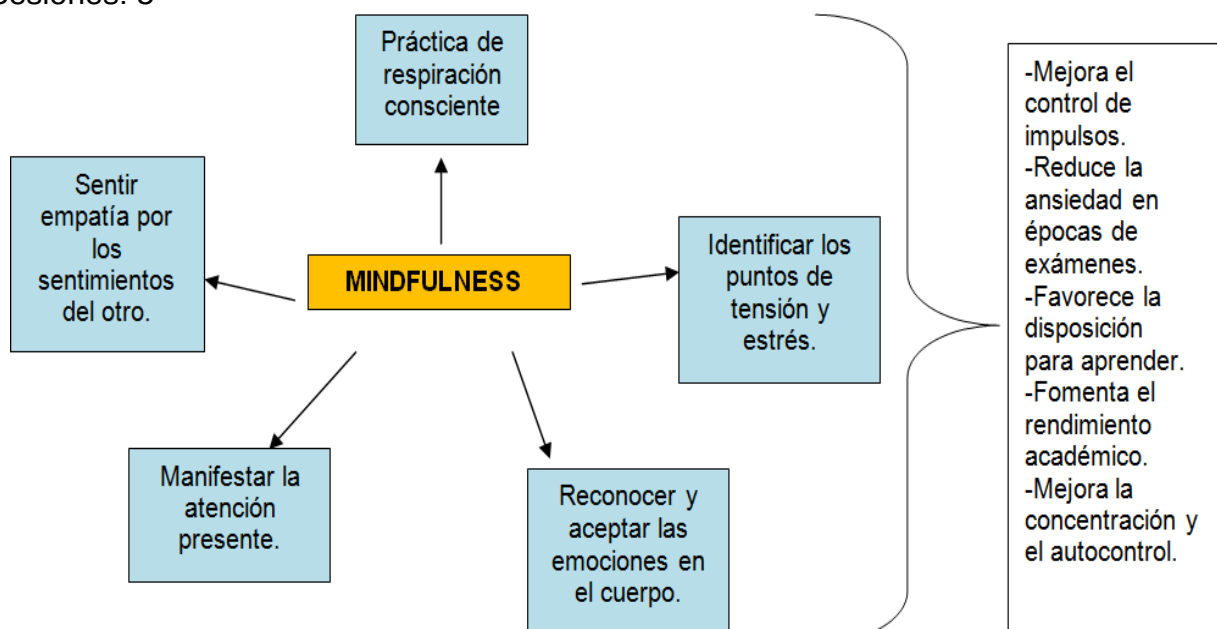 Práctica de
respiración
consciente
Sentir
empatía por
los
sentimientos
del otro.
MINDFULNESS
Identificar los
puntos de
tensión y
estrés.
Manifestar la
atención
presente.
Reconocer y
aceptar las
emociones en
el cuerpo.
-Mejora el
control de
impulsos.
-Reduce la
ansiedad en
épocas de
exámenes.
-Favorece la
disposición
para aprender.
-Fomenta el
rendimiento
académico.
-Mejora la
concentración y
el autocontrol.